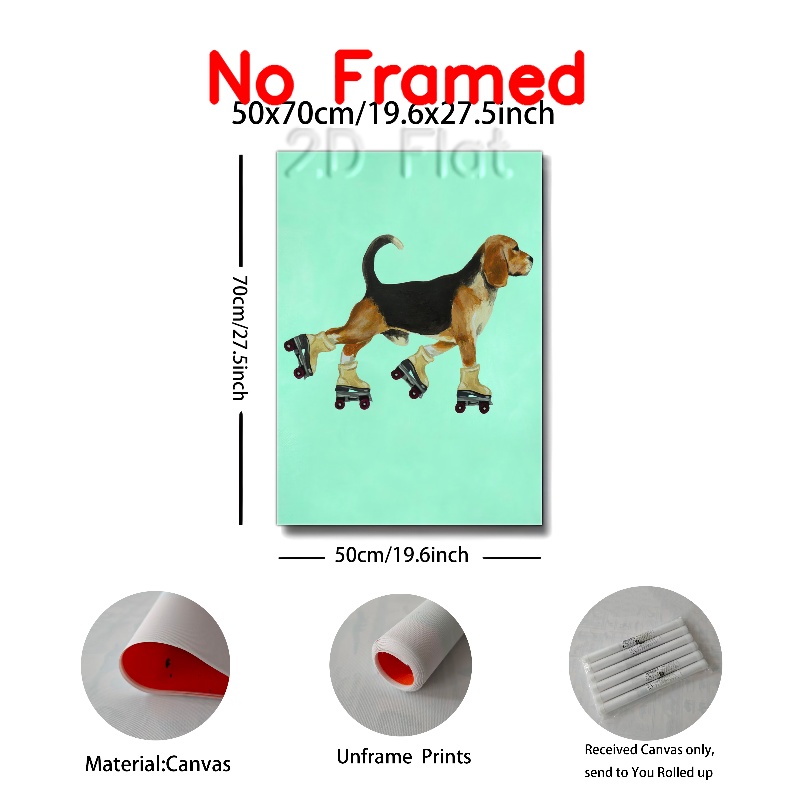 No Framed
50x70cm/19.6x27.5inch
2D Flat
70cm/27.5inch
50cm/19.6inch
Material:Canvas
Unframe Prints
Received Canvas only,
send to You Rolled up